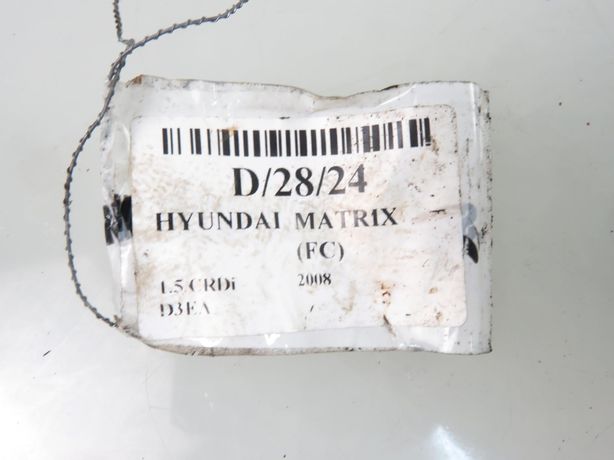 D/28/24
HYUNDAI MATRIX
(FC)
1.5 CRDi 2008
D3EA